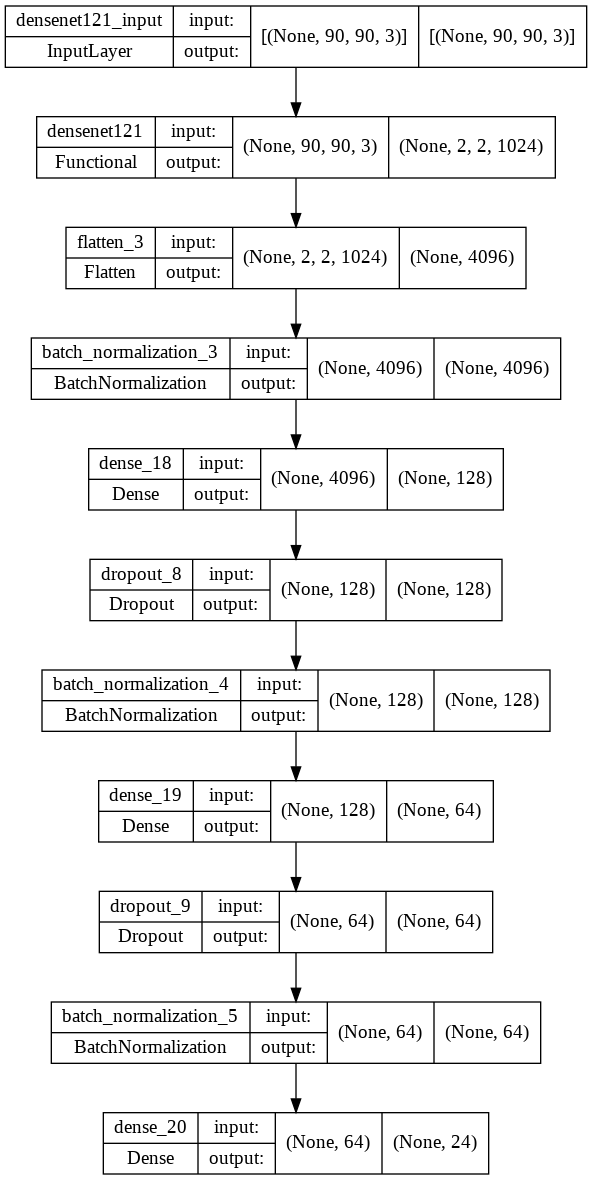 densenet121_input input: [(None, 90, 90, 3)] [(None, 90, 90, 3)]
InputLayer output:
densenet121 input: (None, 90, 90, 3) (None, 2, 2, 1024)
Functional output:
flatten_3 input: (None, 2, 2, 1024) (None, 4096)
Flatten output:
batch_normalization_3 input: (None, 4096) (None, 4096)
BatchNormalization output:
dense_18 input: (None, 4096) (None, 128)
Dense output:
dropout_8 input: (None, 128) (None, 128)
Dropout output:
batch_normalization_4 input: (None, 128) (None, 128)
BatchNormalization output:
dense_19 input: (None, 128) (None, 64)
Dense output:
dropout_9 input: (None, 64) (None, 64)
Dropout output:
batch_normalization_5 input: (None, 64) (None, 64)
BatchNormalization output:
dense_20 input: (None, 64) (None, 24)
Dense output: